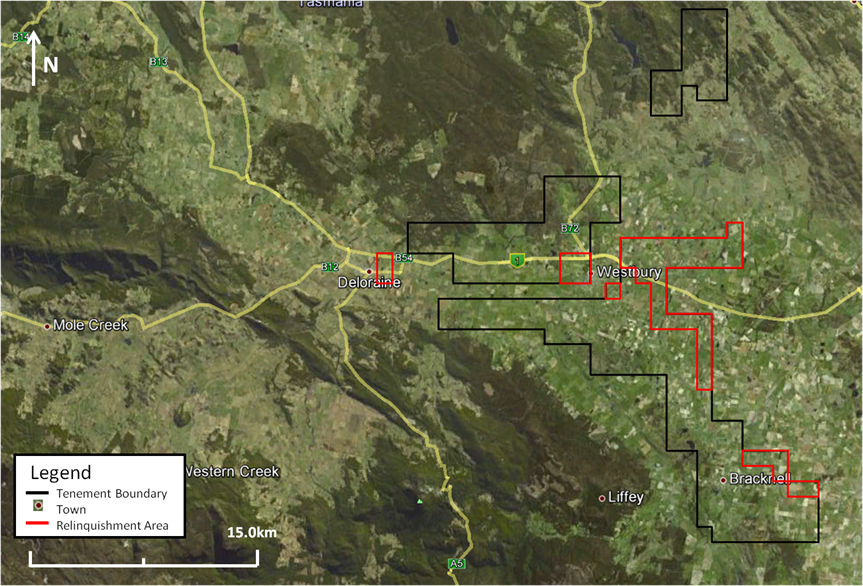 Tasmania
B14
N
B13
B72
B54
1
B12
Westbury
Deloraine
Mole Creek
Legend
Tenement Boundary
Town
Relinquishment Area
Western Creek
Bracknell
Liffey
15.0km
A5